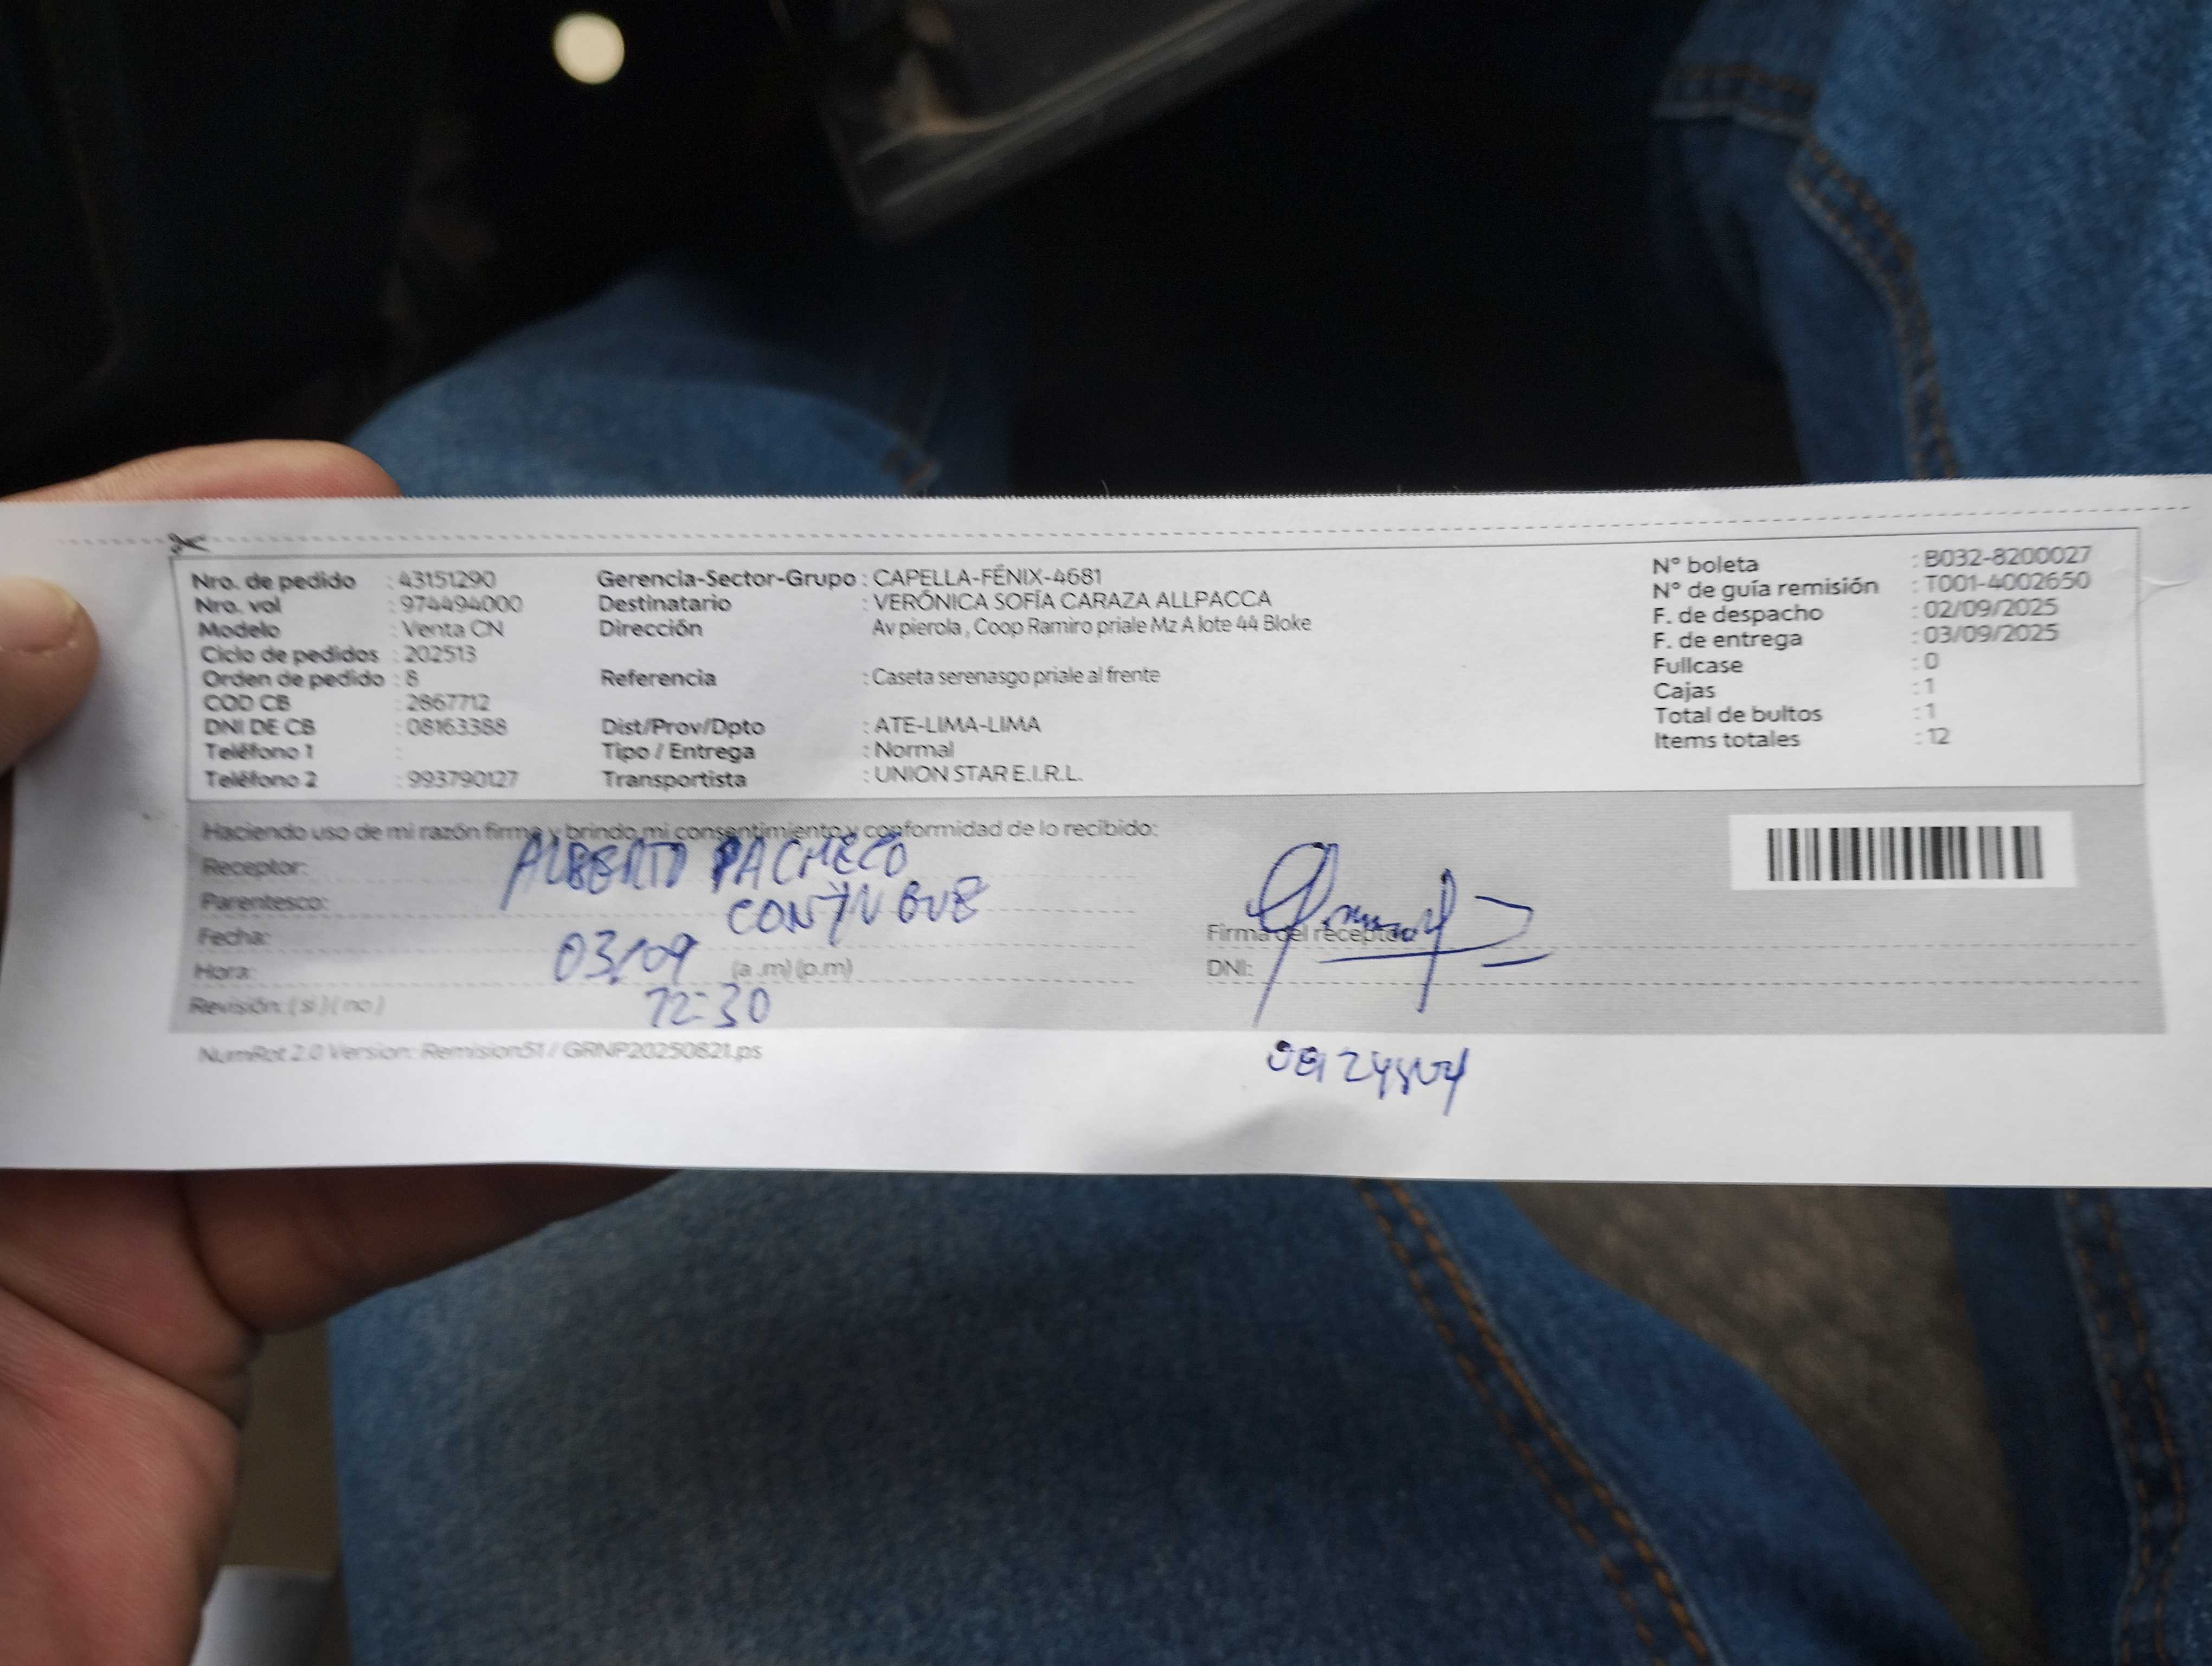 Nro. de pedido : 43151290
Nro. vol : 974494000
Modelo : Venta CN
Ciclo de pedidos : 202513
Orden de pedido : 8
COD CB : 2867712
DNI DE CB : 08163388
Teléfono 1 :
Teléfono 2 : 993790127
Gerencia-Sector-Grupo : CAPELLA-FÉNIX-4681
Destinatario : VERÓNICA SOFÍA CARAZA ALLPACCA
Dirección Av pierola , Coop Ramiro priale Mz A lote 44 Bloke
Referencia : Caseta serenasgo priale al frente
Dist/Prov/Dpto : ATE-LIMA-LIMA
Tipo / Entrega : Normal
Transportista : UNION STAR E.I.R.L.
N° boleta : B032-8200027
N° de guía remisión : T001-4002650
F. de despacho : 02/09/2025
F. de entrega : 03/09/2025
Fullcase : 0
Cajas : 1
Total de bultos : 1
Items totales : 12
Haciendo uso de mi razón firmo y brindo mi consentimiento y conformidad de lo recibido:
Receptor: ALBERTO PACHECO
Parentesco: CONYNGUE
Fecha: 03/09
Hora: (a .m) (p.m)
12:30
Revisión: ( si ) ( no )
Firma del receptor:
DNI:
NumRot 2.0 Version: Remision51 / GRNP20250821.ps